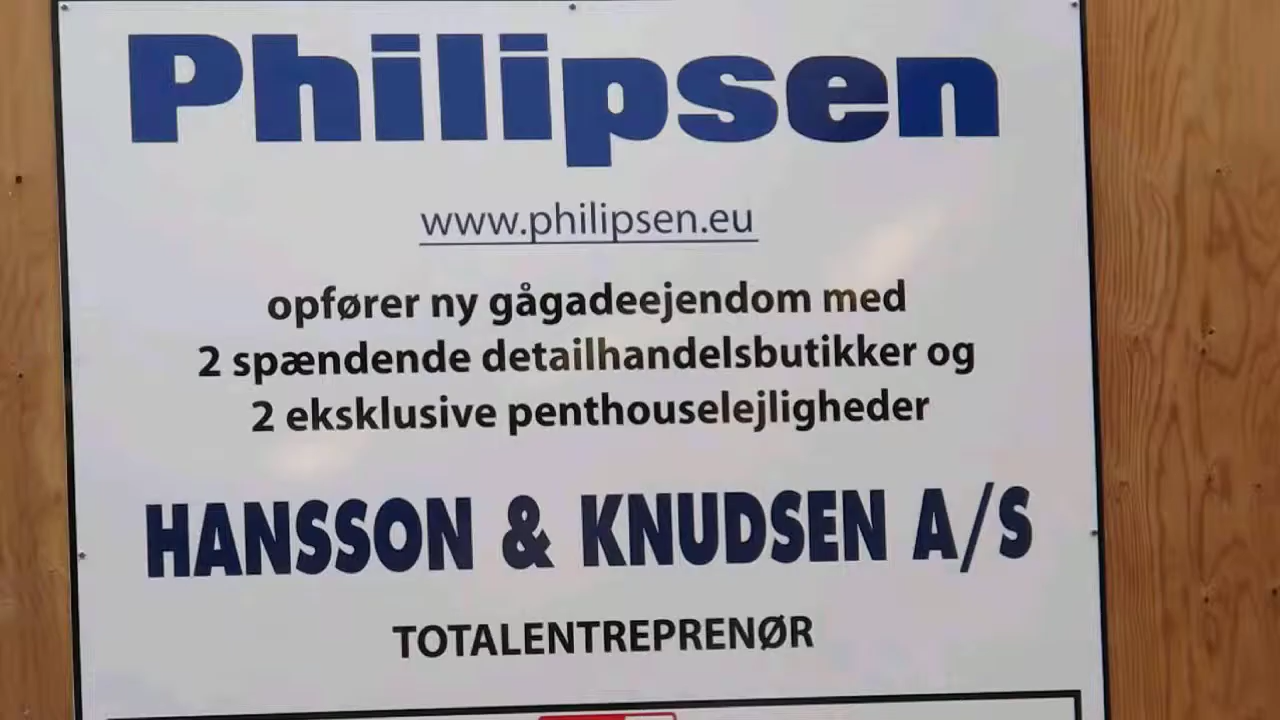 Philipsen
www.philipsen.eu
opfører ny gågadeejendom med
2 spændende detailhandelsbutikker og
2 eksklusive penthouselejligheder
HANSSON & KNUDSEN A/S
TOTALENTREPRENØR